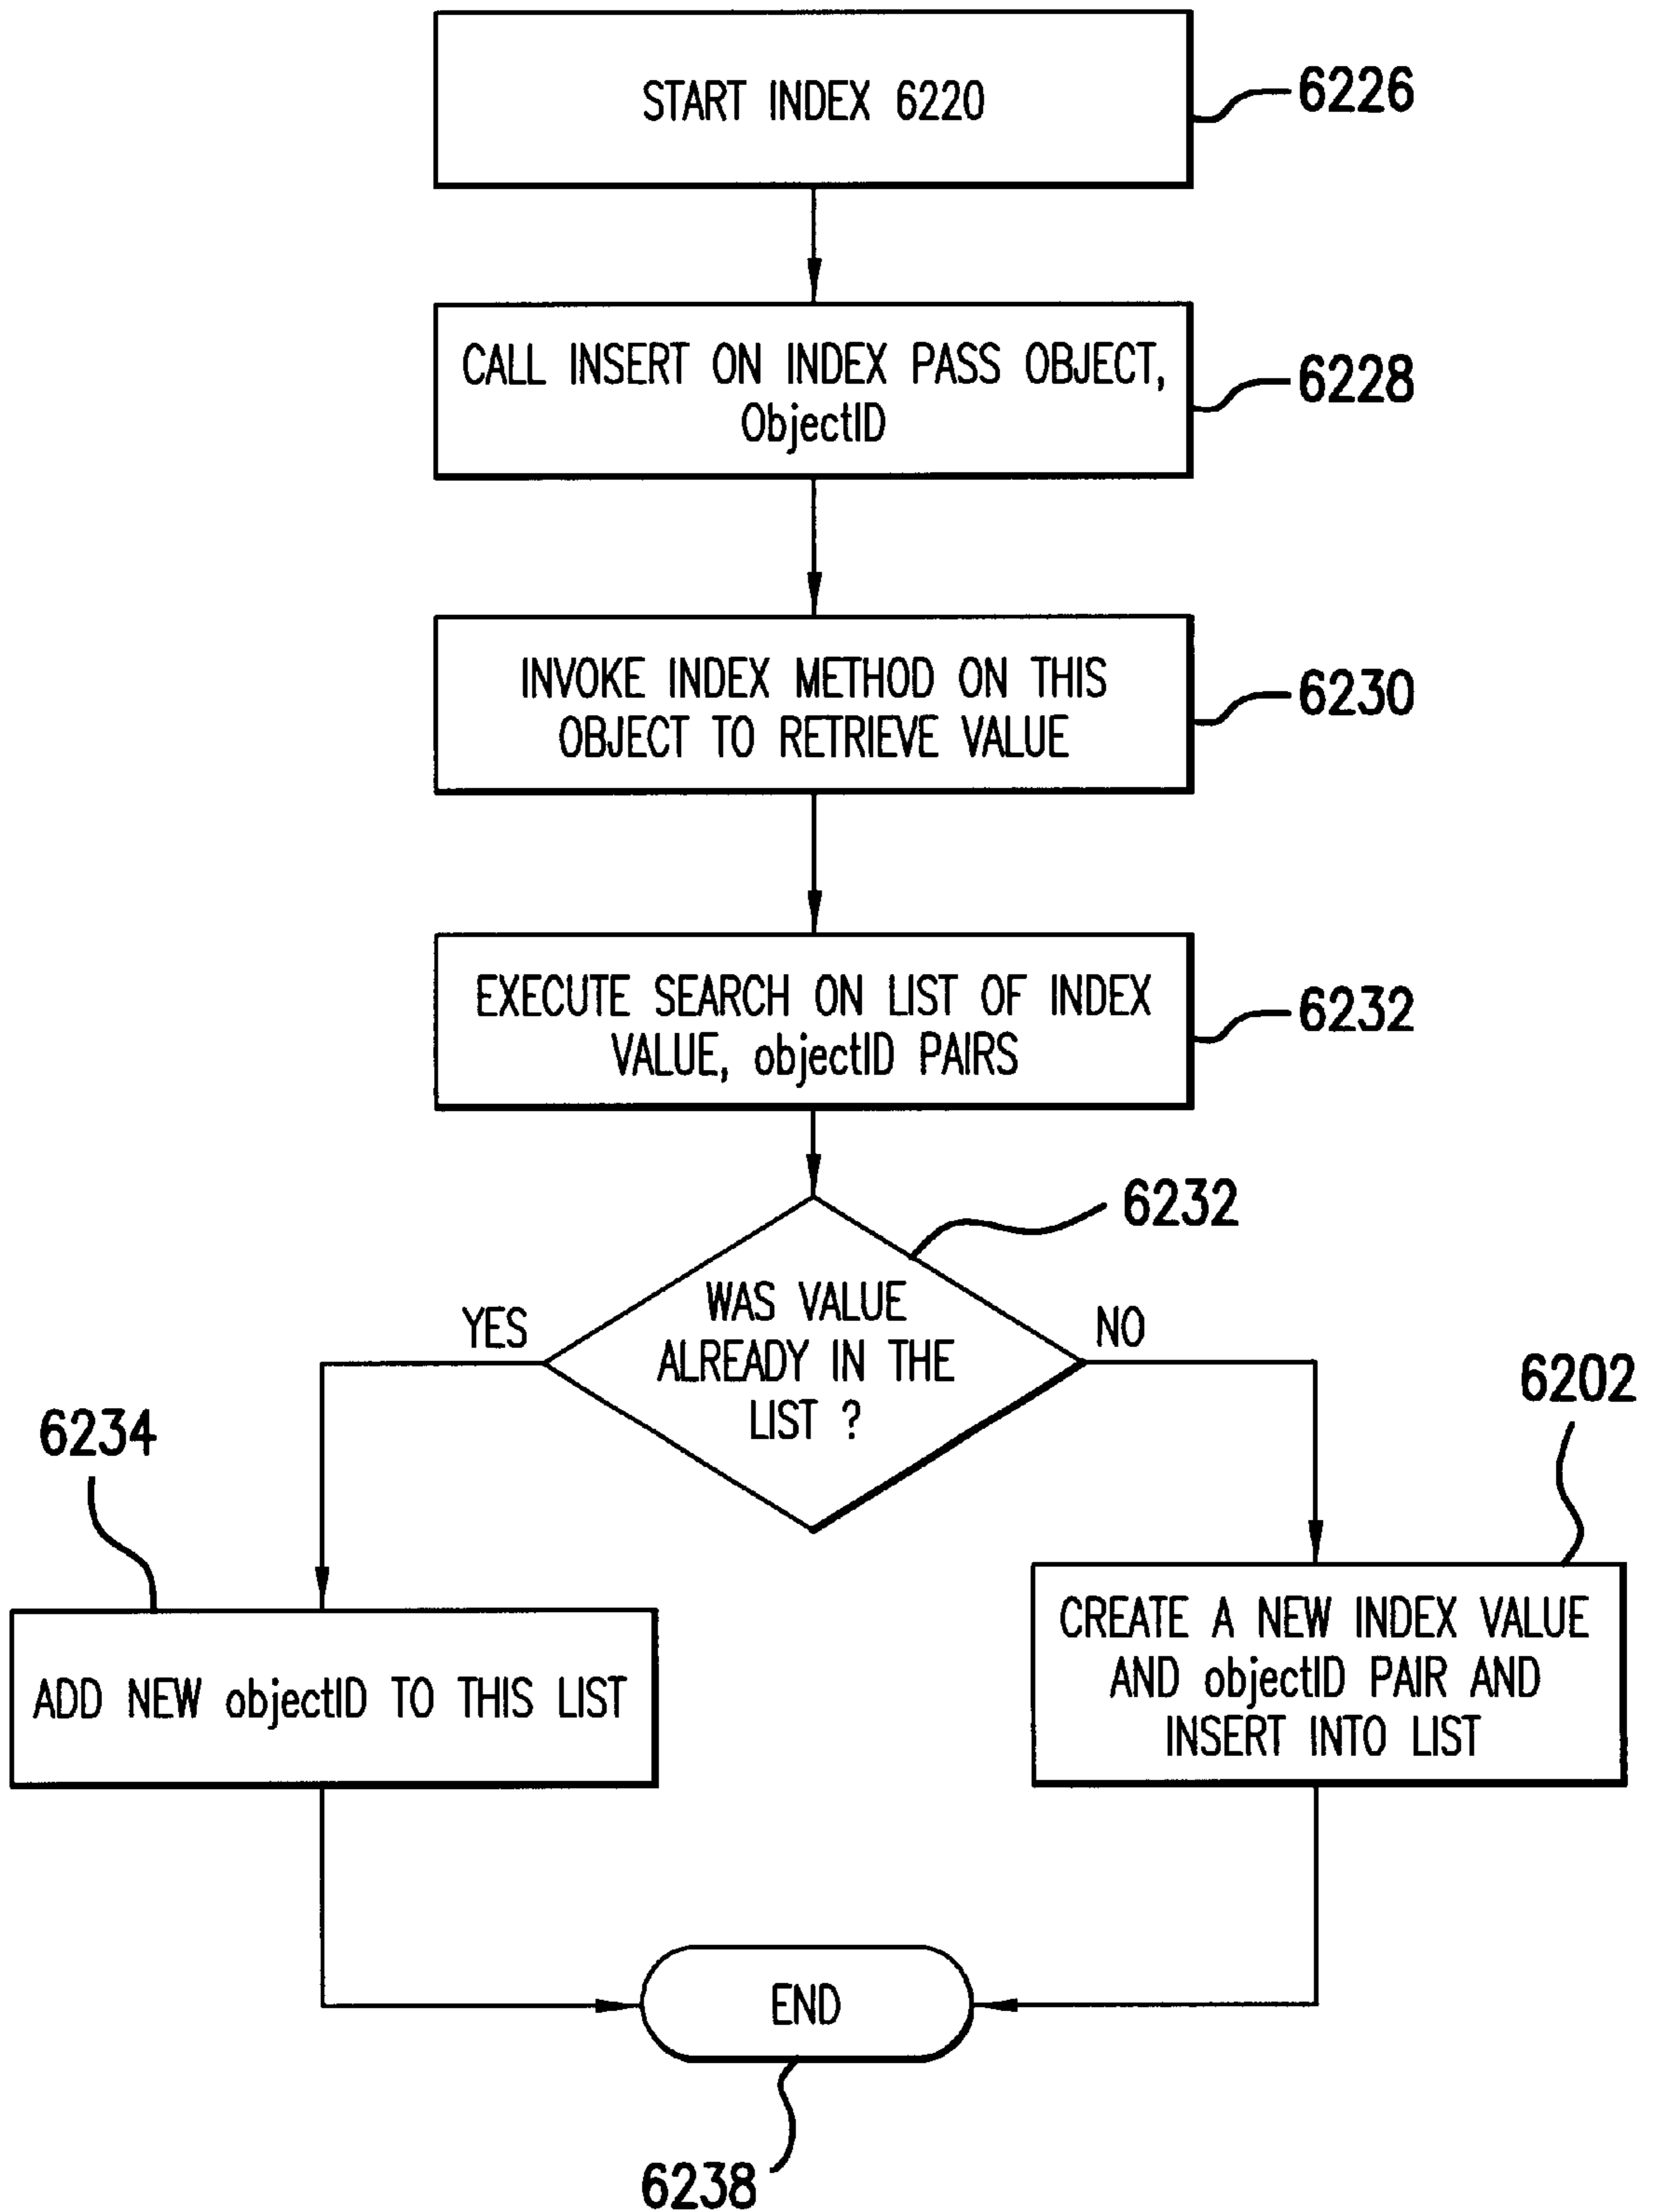 START INDEX 6220
6226
CALL INSERT ON INDEX PASS OBJECT,
ObjectID
6228
INVOKE INDEX METHOD ON THIS
OBJECT TO RETRIEVE VALUE
6230
EXECUTE SEARCH ON LIST OF INDEX
VALUE, objectID PAIRS
6232
6232
WAS VALUE
ALREADY IN THE
LIST ?
YES
NO
6234
ADD NEW objectID TO THIS LIST
6202
CREATE A NEW INDEX VALUE
AND objectID PAIR AND
INSERT INTO LIST
END
6238